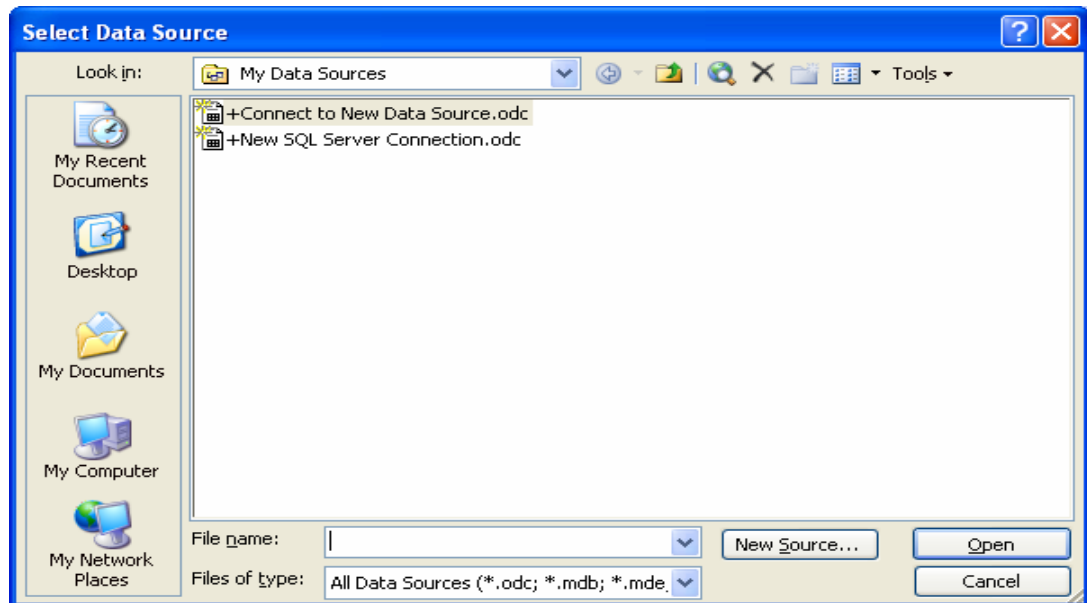 Select Data Source
Look in:
My Data Sources
Tools
+Connect to New Data Source.odc
+New SQL Server Connection.odc
My Recent
Documents
Desktop
My Documents
My Computer
My Network
Places
File name:
New Source...
Open
Files of type:
All Data Sources (*.odc; *.mdb; *.mde,
Cancel